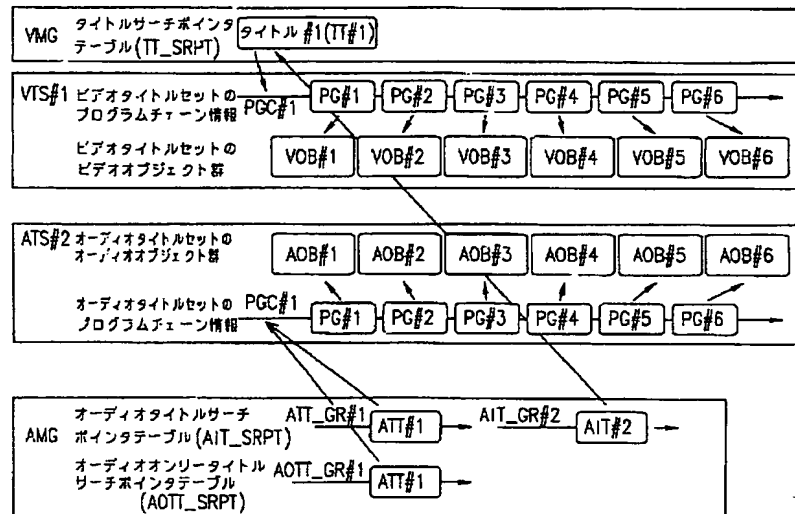 VMG タイトルサーチポインタ
テーブル(TT_SRPT)
タイトル #1(TT#1)
VTS#1 ビデオタイトルセットの
プログラムチェーン情報
PGC#1
PG#1 PG#2 PG#3 PG#4 PG#5 PG#6
ビデオタイトルセットの
ビデオオブジェクト群
VOB#1 VOB#2 VOB#3 VOB#4 VOB#5 VOB#6
ATS#2 オーディオタイトルセットの
オーディオオブジェクト群
AOB#1 AOB#2 AOB#3 AOB#4 AOB#5 AOB#6
オーディオタイトルセットの
プログラムチェーン情報
PGC#1
PG#1 PG#2 PG#3 PG#4 PG#5 PG#6
AMG
オーディオタイトルサーチ
ポインタテーブル(AIT_SRPT)
ATT_GR#1 ATT#1 AIT_GR#2 AIT#2
オーディオオンリータイトル
サーチポインタテーブル
(AOTT_SRPT)
AOTT_GR#1 ATT#1